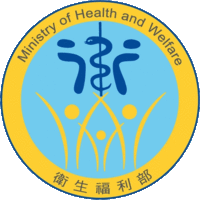 Ministry of Health and Welfare
衛生福利部